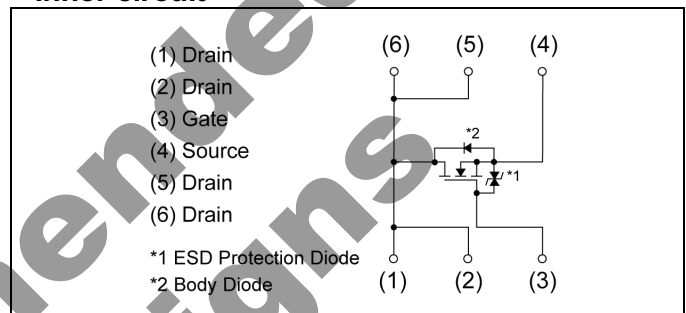 Inner circuit
(1) Drain
(2) Drain
(3) Gate
(4) Source
(5) Drain
(6) Drain
*1 ESD Protection Diode
*2 Body Diode
(6) (5) (4)
*2
*1
(1) (2) (3)